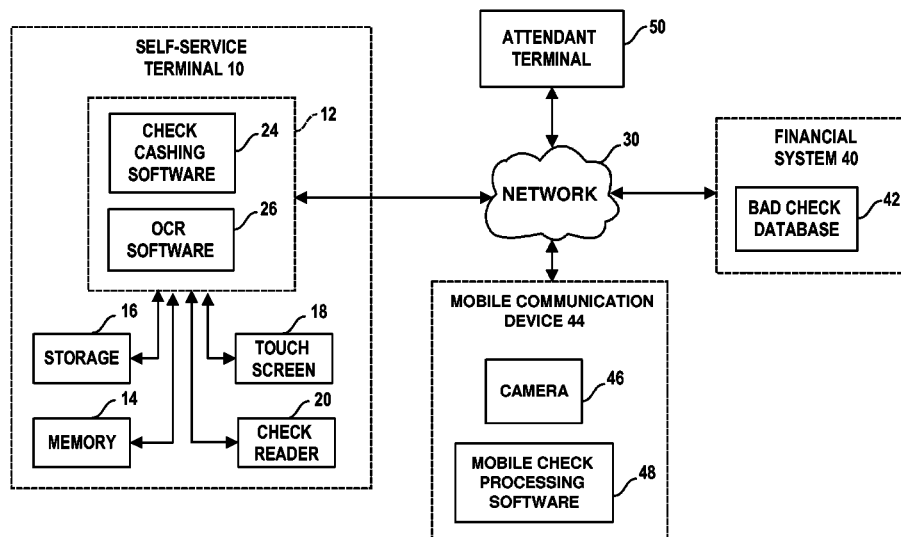 SELF-SERVICE
TERMINAL 10
12
CHECK
CASHING
SOFTWARE
24
OCR
SOFTWARE
26
16
STORAGE
18
TOUCH
SCREEN
14
MEMORY
20
CHECK
READER
ATTENDANT
TERMINAL
50
30
NETWORK
FINANCIAL
SYSTEM 40
BAD CHECK
DATABASE
42
MOBILE COMMUNICATION
DEVICE 44
CAMERA
46
MOBILE CHECK
PROCESSING
SOFTWARE
48